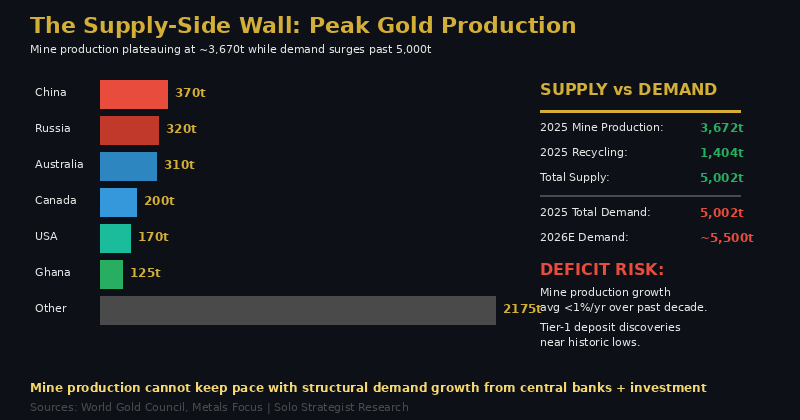 The Supply-Side Wall: Peak Gold Production
Mine production plateauing at ~3,670t while demand surges past 5,000t
China 370t
Russia 320t
Australia 310t
Canada 200t
USA 170t
Ghana 125t
Other 2175t
SUPPLY vs DEMAND
2025 Mine Production: 3,672t
2025 Recycling: 1,404t
Total Supply: 5,002t
2025 Total Demand: 5,002t
2026E Demand: ~5,500t
DEFICIT RISK:
Mine production growth
avg <1%/yr over past decade.
Tier-1 deposit discoveries
near historic lows.
Mine production cannot keep pace with structural demand growth from central banks + investment
Sources: World Gold Council, Metals Focus | Solo Strategist Research